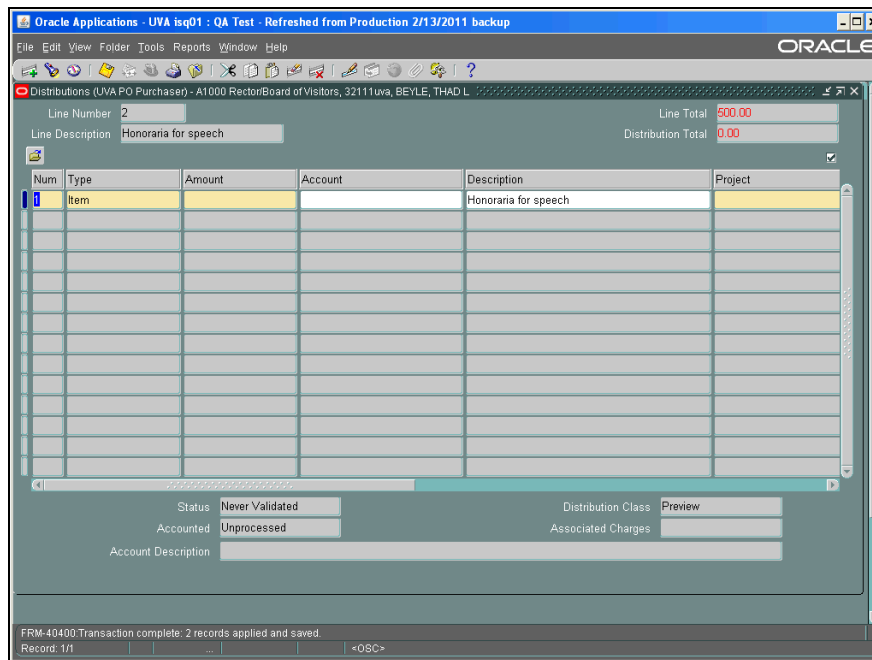 Oracle Applications - UVA isq01 : QA Test - Refreshed from Production 2/13/2011 backup
File Edit View Folder Tools Reports Window Help
ORACLE
Distributions (UVA PO Purchaser) - A1000 Rector/Board of Visitors, 32111uva, BEYLE, THAD L
Line Number 2 Line Total 500.00
Line Description Honoraria for speech Distribution Total 0.00
Num Type Amount Account Description Project
1 Item Honoraria for speech
Status Never Validated Distribution Class Preview
Accounted Unprocessed Associated Charges
Account Description
FRM-40400:Transaction complete: 2 records applied and saved.
Record: 1/1 ... <OSC>